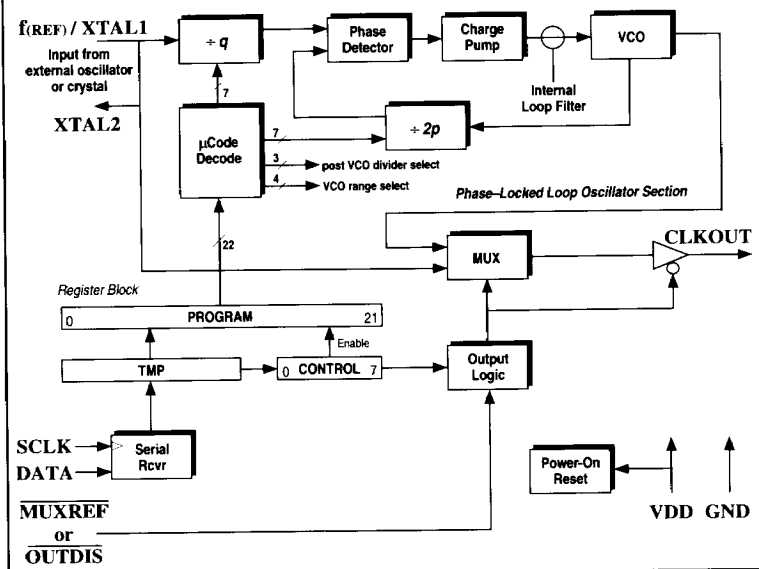 f(REF) / XTAL1
Input from
external oscillator
or crystal
XTAL2
÷ q
7
Phase
Detector
Charge
Pump
Internal
Loop Filter
VCO
÷ 2p
µCode
Decode
7
3
post VCO divider select
4
VCO range select
22
Phase–Locked Loop Oscillator Section
MUX
CLKOUT
Register Block
0 PROGRAM 21
Enable
TMP
0 CONTROL 7
Output
Logic
SCLK
DATA
Serial
Rcvr
Power-On
Reset
VDD GND
MUXREF
or
OUTDIS